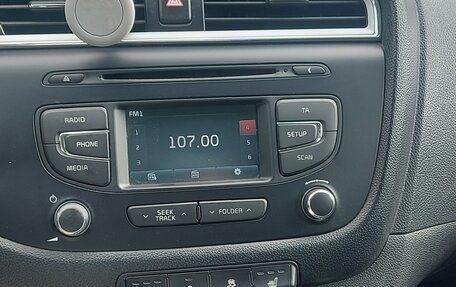 RADIO
PHONE
MEDIA
FM1
1
2
3
107.00
4
5
6
TA
SETUP
SCAN
SEEK
TRACK
FOLDER